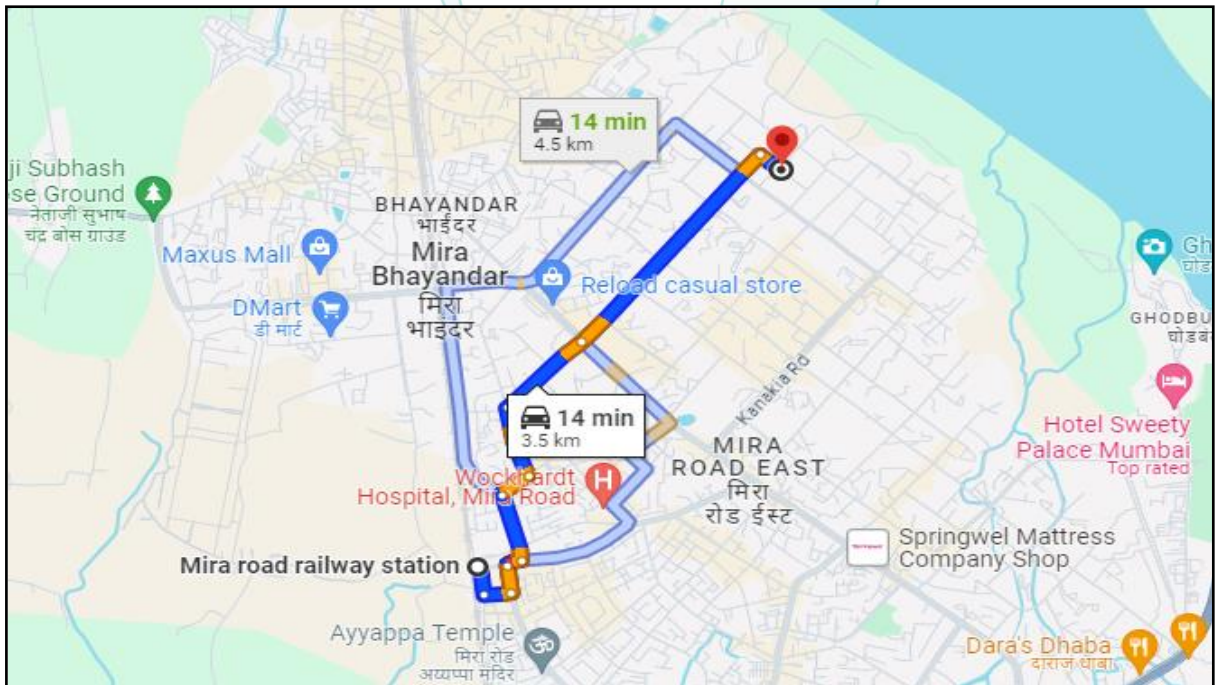 14 min
4.5 km
ji Subhash
se Ground
नेताजी सुभाष
चंद्र बोस ग्राउंड
BHAYANDAR
भाईंदर
Mira
Bhayandar
मिरा
भाईंदर
Maxus Mall
DMart
डी मार्ट
Reload casual store
Gh
घोड
GHODBU
घोडबं
Kanakia Rd
14 min
3.5 km
Hotel Sweety
Palace Mumbai
Top rated
MIRA
ROAD EAST
मिरा
रोड ईस्ट
Wockhardt
Hospital, Mira Road
H
Mira road railway station
Springwel Mattress
Company Shop
Ayyappa Temple
मिरा रोड
अय्यप्पा मंदिर
Dara's Dhaba
दाराज धाबा